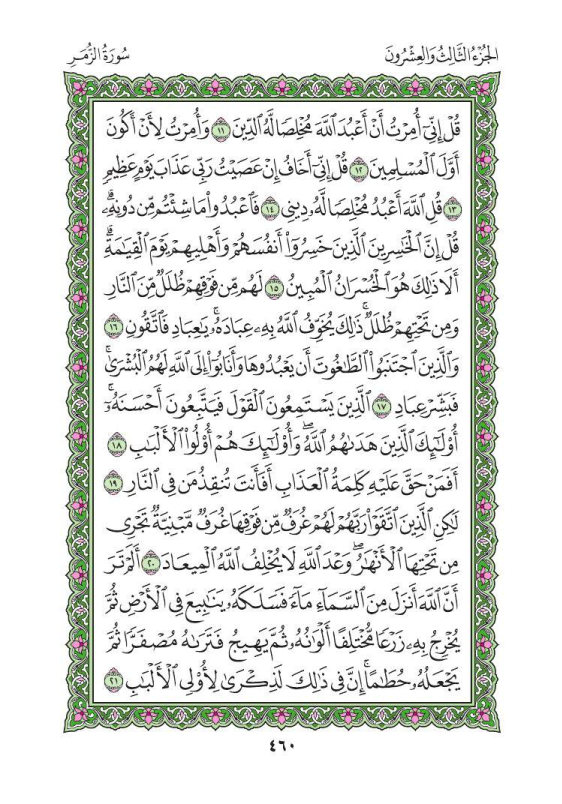 الجُزْءُ الثَّالِثُ وَالعِشْرُونَ
سُورَةُ الزُّمَرِ
قُلْ إِنِّيٓ أُمِرْتُ أَنْ أَعْبُدَ ٱللَّهَ مُخْلِصًا لَّهُ ٱلدِّينَ ١١ وَأُمِرْتُ لِأَنْ أَكُونَ
أَوَّلَ ٱلْمُسْلِمِينَ ١٢ قُلْ إِنِّيٓ أَخَافُ إِنْ عَصَيْتُ رَبِّي عَذَابَ يَوْمٍ عَظِيمٍ
١٣ قُلِ ٱللَّهَ أَعْبُدُ مُخْلِصًا لَّهُۥ دِينِي ١٤ فَٱعْبُدُوا۟ مَا شِئْتُم مِّن دُونِهِۦۗ
قُلْ إِنَّ ٱلْخَٰسِرِينَ ٱلَّذِينَ خَسِرُوٓا۟ أَنفُسَهُمْ وَأَهْلِيهِمْ يَوْمَ ٱلْقِيَٰمَةِۗ
أَلَا ذَٰلِكَ هُوَ ٱلْخُسْرَانُ ٱلْمُبِينُ ١٥ لَهُم مِّن فَوْقِهِمْ ظُلَلٌ مِّنَ ٱلنَّارِ
وَمِن تَحْتِهِمْ ظُلَلٌۚ ذَٰلِكَ يُخَوِّفُ ٱللَّهُ بِهِۦ عِبَادَهُۥۚ يَٰعِبَادِ فَٱتَّقُونِ ١٦
وَٱلَّذِينَ ٱجْتَنَبُوا۟ ٱلطَّٰغُوتَ أَن يَعْبُدُوهَا وَأَنَابُوٓا۟ إِلَى ٱللَّهِ لَهُمُ ٱلْبُشْرَىٰۚ
فَبَشِّرْ عِبَادِ ١٧ ٱلَّذِينَ يَسْتَمِعُونَ ٱلْقَوْلَ فَيَتَّبِعُونَ أَحْسَنَهُۥٓۚ
أُو۟لَٰٓئِكَ ٱلَّذِينَ هَدَىٰهُمُ ٱللَّهُۖ وَأُو۟لَٰٓئِكَ هُمْ أُو۟لُوا۟ ٱلْأَلْبَٰبِ ١٨
أَفَمَنْ حَقَّ عَلَيْهِ كَلِمَةُ ٱلْعَذَابِ أَفَأَنتَ تُنقِذُ مَن فِي ٱلنَّارِ ١٩
لَٰكِنِ ٱلَّذِينَ ٱتَّقَوْا۟ رَبَّهُمْ لَهُمْ غُرَفٌ مِّن فَوْقِهَا غُرَفٌ مَّبْنِيَّةٌ تَجْرِي
مِن تَحْتِهَا ٱلْأَنْهَٰرُۖ وَعْدَ ٱللَّهِ لَا يُخْلِفُ ٱللَّهُ ٱلْمِيعَادَ ٢٠ أَلَمْ تَرَ
أَنَّ ٱللَّهَ أَنزَلَ مِنَ ٱلسَّمَآءِ مَآءً فَسَلَكَهُۥ يَنَٰبِيعَ فِي ٱلْأَرْضِ ثُمَّ
يُخْرِجُ بِهِۦ زَرْعًا مُّخْتَلِفًا أَلْوَٰنُهُۥ ثُمَّ يَهِيجُ فَتَرَىٰهُ مُصْفَرًّا ثُمَّ
يَجْعَلُهُۥ حُطَٰمًاۚ إِنَّ فِي ذَٰلِكَ لَذِكْرَىٰ لِأُو۟لِي ٱلْأَلْبَٰبِ ٢١
٤٦٠